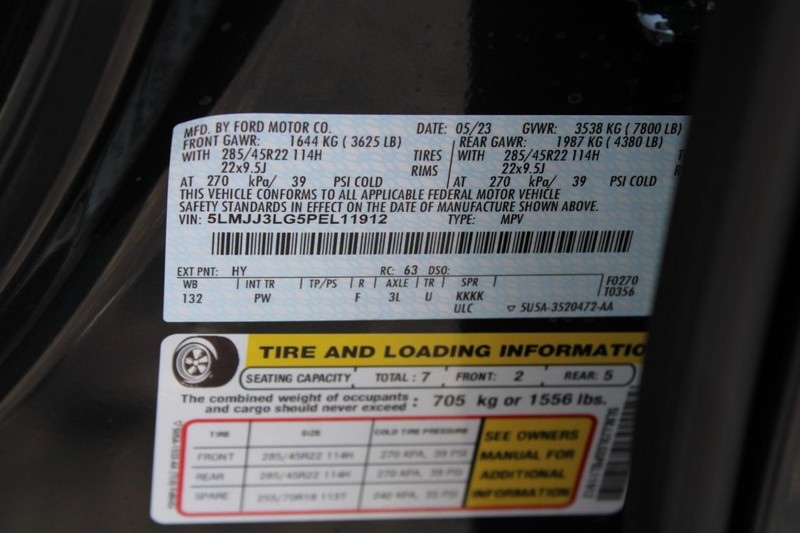 MFD. BY FORD MOTOR CO. DATE: 05/23 GVWR: 3538 KG ( 7800 LB)
FRONT GAWR: 1644 KG ( 3625 LB) REAR GAWR: 1987 KG ( 4380 LB)
WITH 285/45R22 114H TIRES WITH 285/45R22 114H
22x9.5J RIMS 22x9.5J
AT 270 kPa/ 39 PSI COLD AT 270 kPa/ 39 PSI COLD
THIS VEHICLE CONFORMS TO ALL APPLICABLE FEDERAL MOTOR VEHICLE
SAFETY STANDARDS IN EFFECT ON THE DATE OF MANUFACTURE SHOWN ABOVE.
VIN: 5LMJJ3LG5PEL11912 TYPE: MPV
EXT PNT: HY RC: 63 DSO: F0270
WB INT TR TP/PS R AXLE TR SPR T0356
132 PW F 3L U KKKK
ULC SU5A-3520472-AA
TIRE AND LOADING INFORMATIO
SEATING CAPACITY TOTAL : 7 FRONT: 2 REAR: 5
The combined weight of occupants
and cargo should never exceed : 705 kg or 1556 lbs.
TIRE SIZE COLD TIRE PRESSURE SEE OWNERS
FRONT 285/45R22 114H 270 KPA, 39 PSI MANUAL FOR
REAR 285/45R22 114H 270 KPA, 39 PSI ADDITIONAL
SPARE 255/70R18 113T 240 KPA, 35 PSI INFORMATION